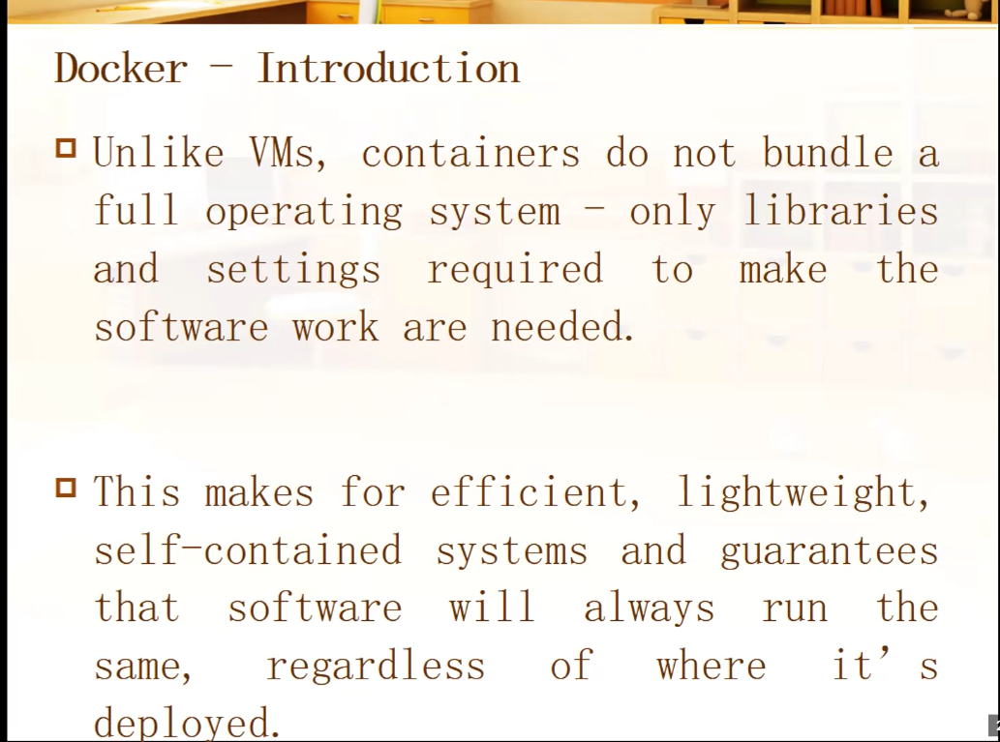 Docker – Introduction
Unlike VMs, containers do not bundle a
full operating system – only libraries
and settings required to make the
software work are needed.
This makes for efficient, lightweight,
self-contained systems and guarantees
that software will always run the
same, regardless of where it’s
deployed.